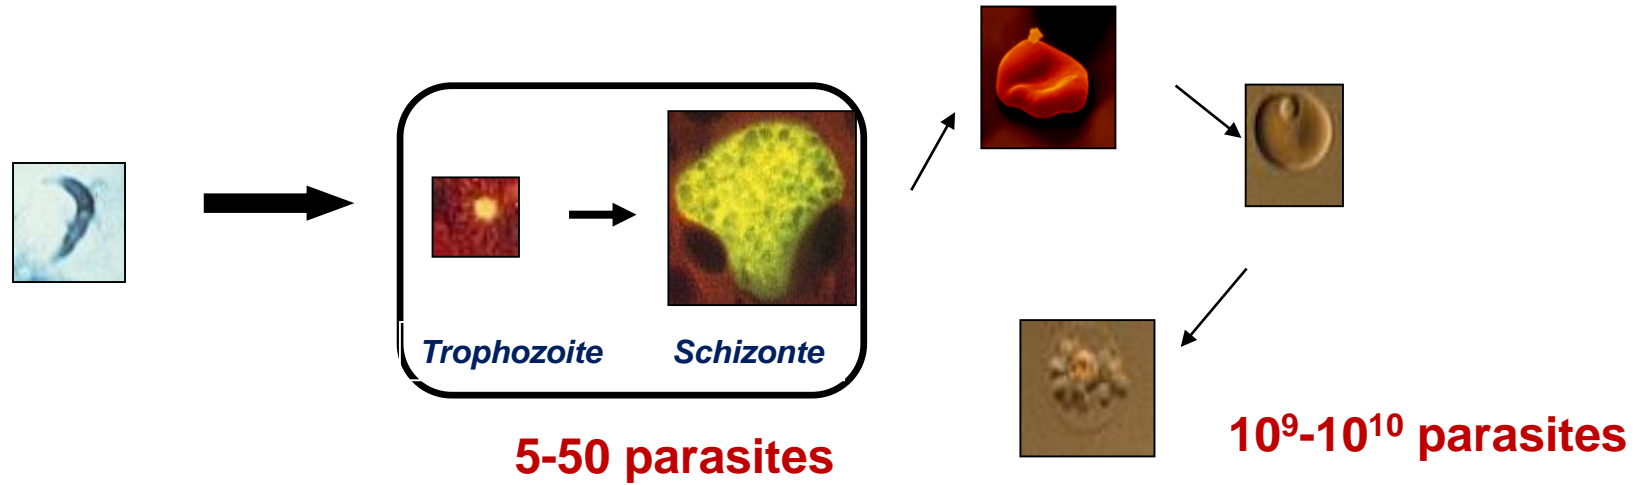 Trophozoite
Schizonte
5-50 parasites
10⁹-10¹⁰ parasites